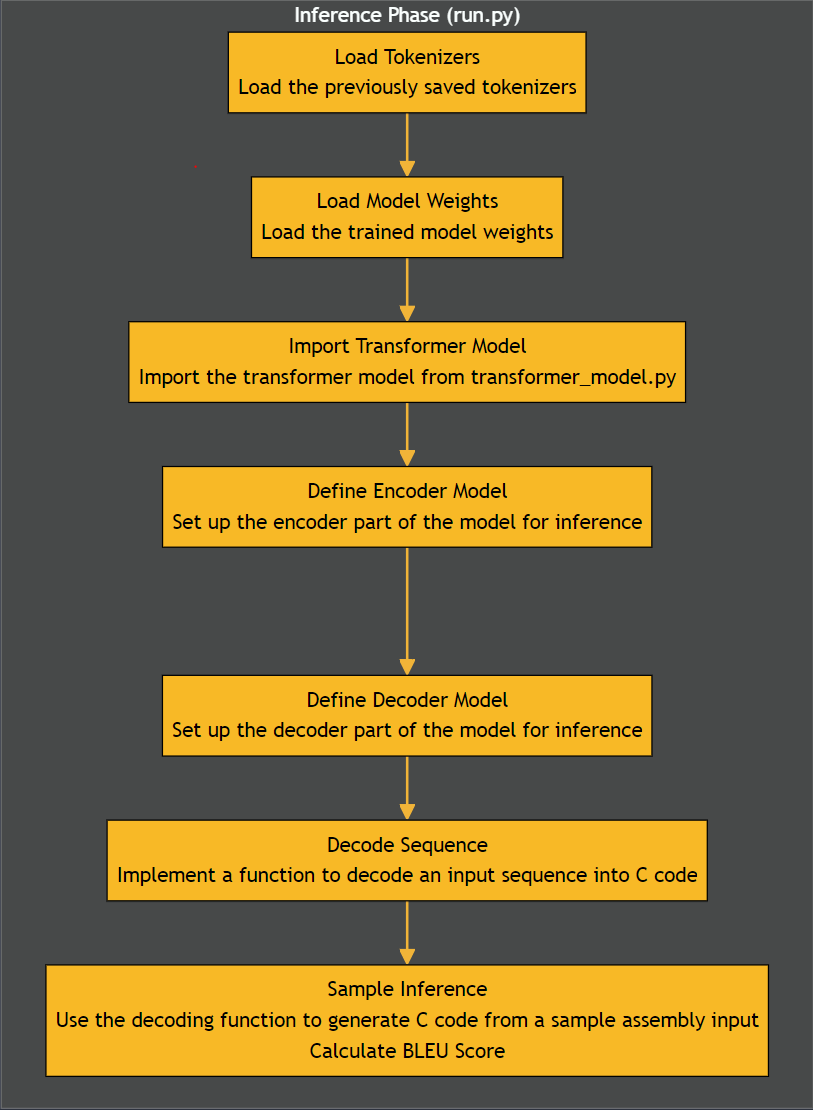 Inference Phase (run.py)
Load Tokenizers
Load the previously saved tokenizers
Load Model Weights
Load the trained model weights
Import Transformer Model
Import the transformer model from transformer_model.py
Define Encoder Model
Set up the encoder part of the model for inference
Define Decoder Model
Set up the decoder part of the model for inference
Decode Sequence
Implement a function to decode an input sequence into C code
Sample Inference
Use the decoding function to generate C code from a sample assembly input
Calculate BLEU Score